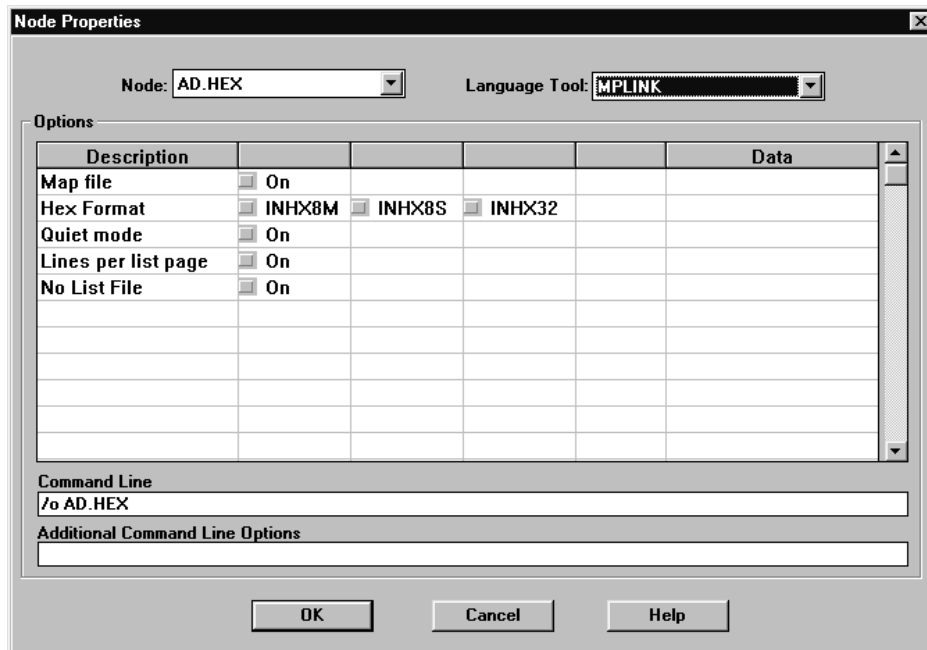 Node Properties
Node: AD.HEX Language Tool: MPLINK
Options
Description Data
Map file On
Hex Format INHX8M INHX8S INHX32
Quiet mode On
Lines per list page On
No List File On
Command Line
/o AD.HEX
Additional Command Line Options
OK Cancel Help